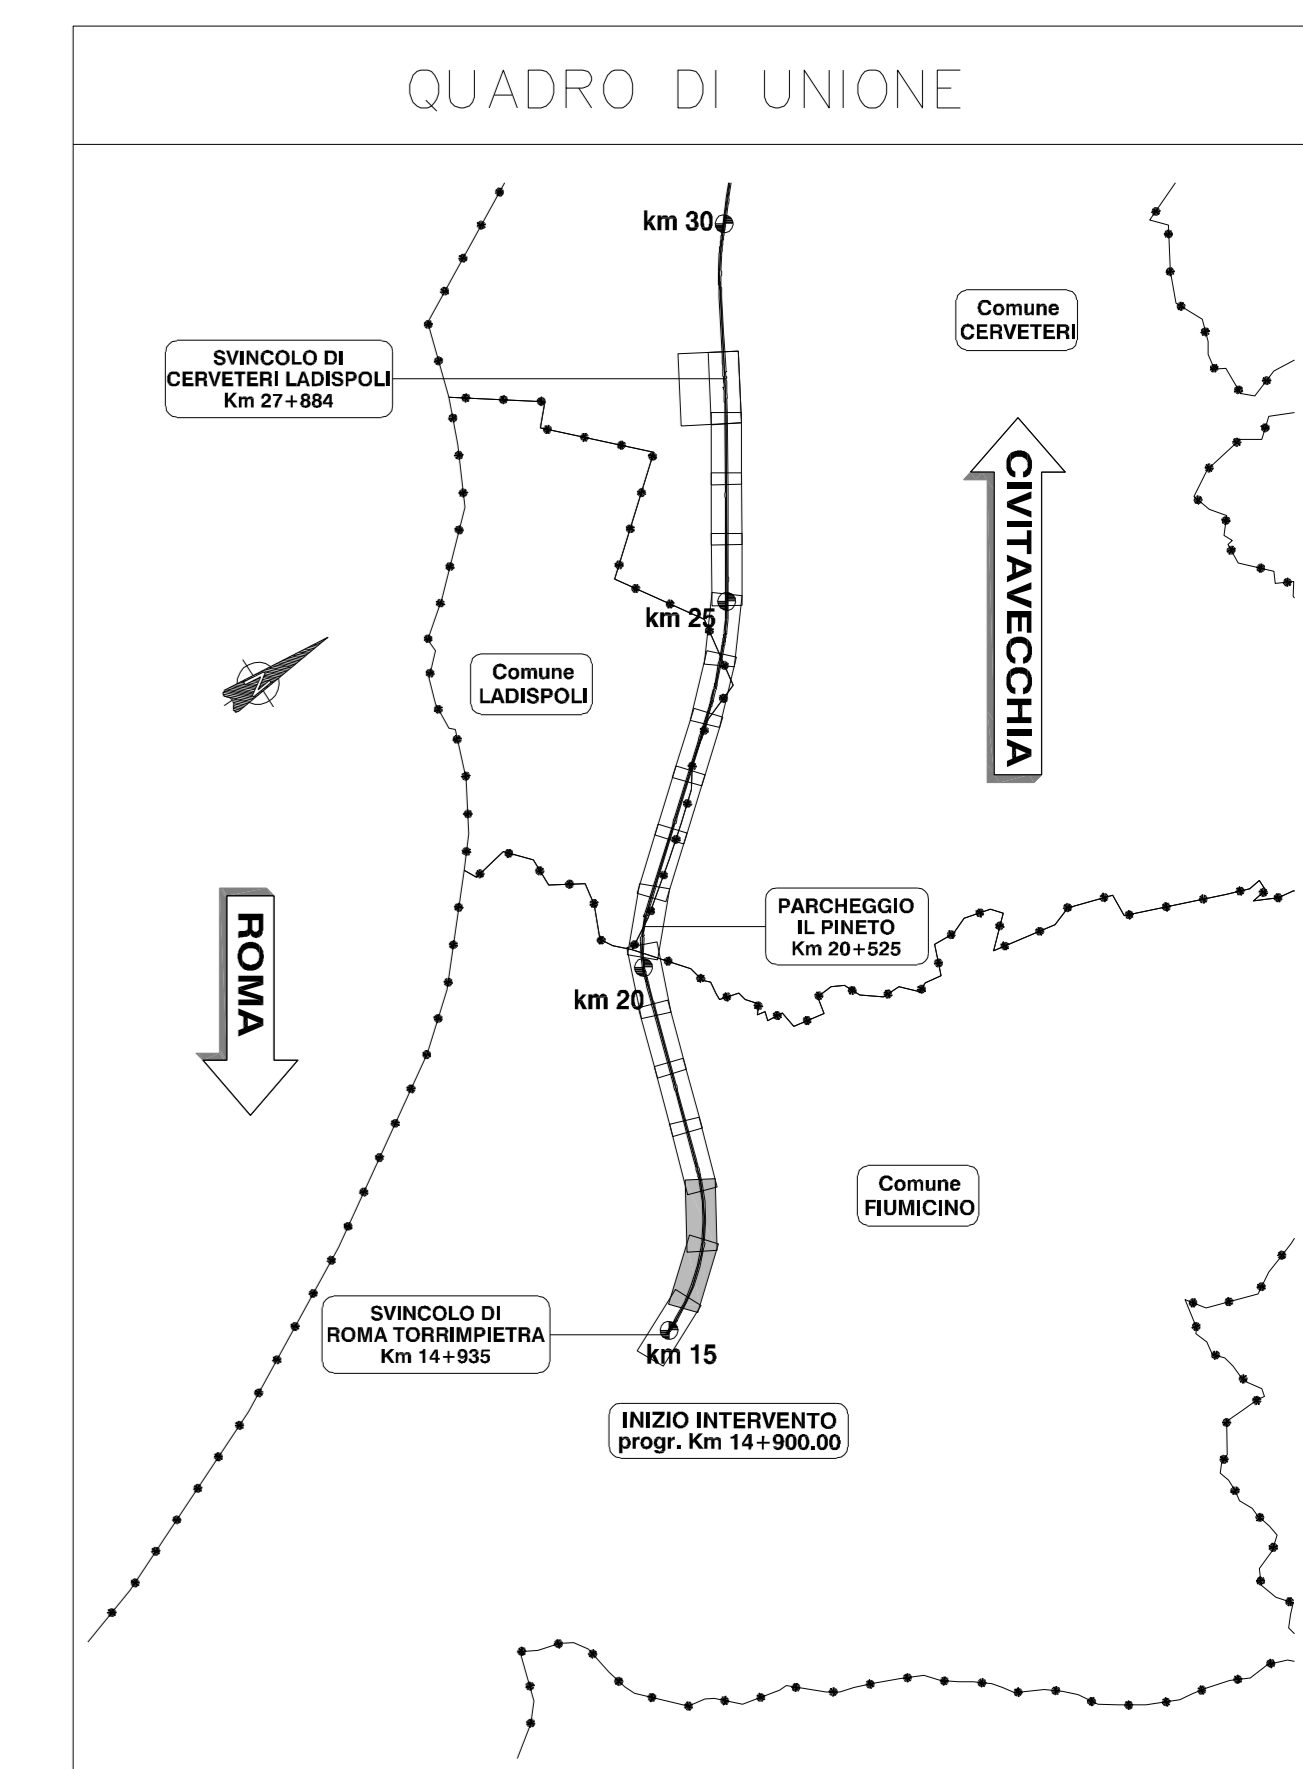 QUADRO DI UNIONE
km 30
Comune
CERVETERI
SVINCOLO DI
CERVETERI LADISPOLI
Km 27+884
CIVITAVECCHIA
km 25
Comune
LADISPOLI
N
PARCHEGGIO
IL PINETO
Km 20+525
ROMA
km 20
Comune
FIUMICINO
SVINCOLO DI
ROMA TORRIMPIETRA
Km 14+935
km 15
INIZIO INTERVENTO
progr. Km 14+900.00